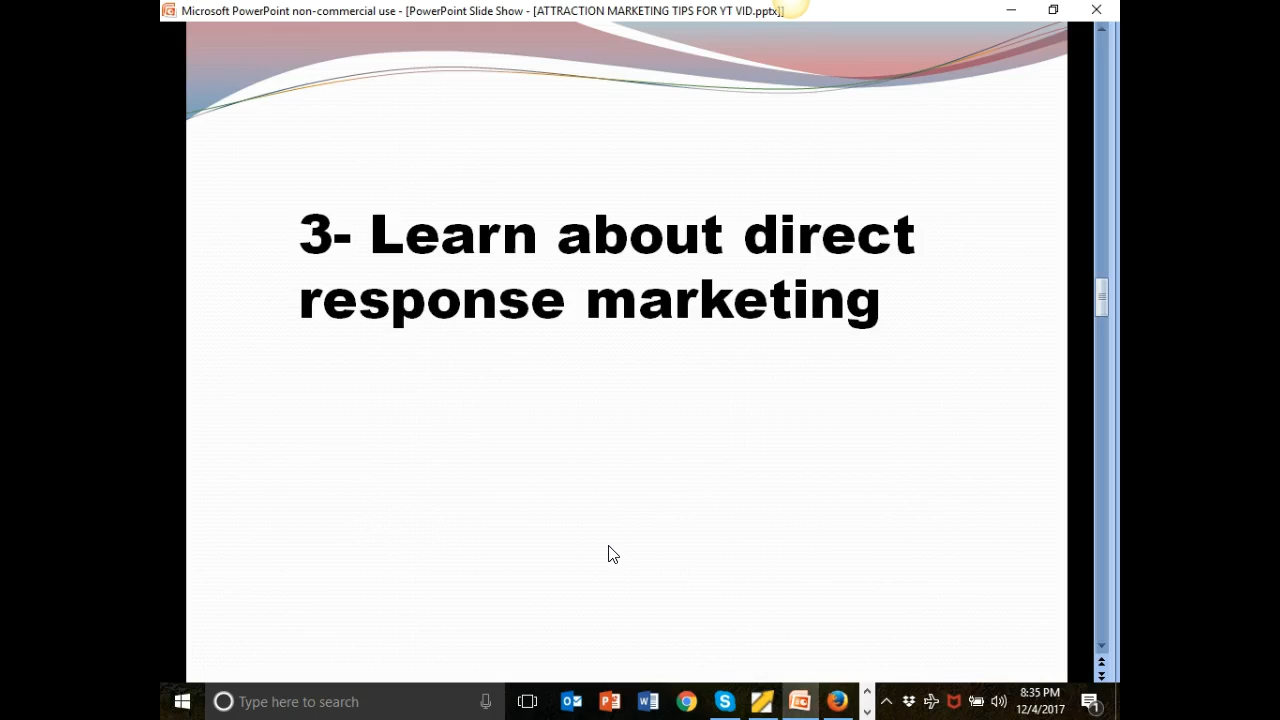 Microsoft PowerPoint non-commercial use - [PowerPoint Slide Show - [ATTRACTION MARKETING TIPS FOR YT VID.pptx]]
3- Learn about direct
response marketing
Type here to search
8:35 PM
12/4/2017
1